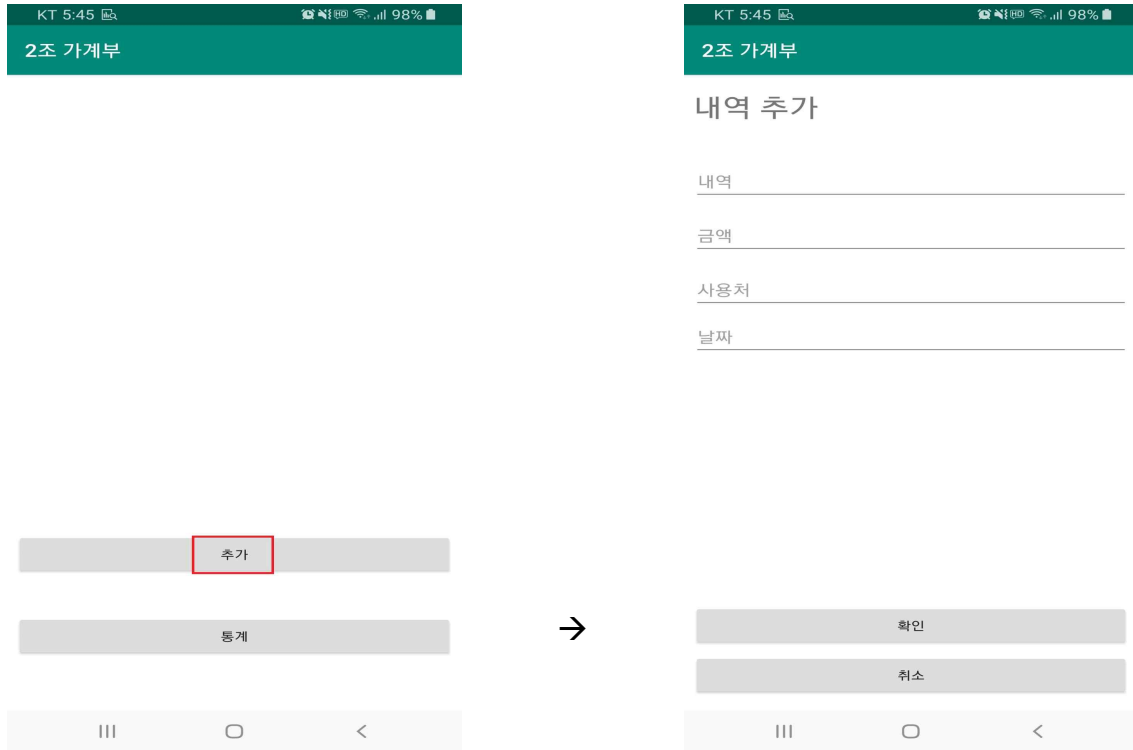 KT 5:45 HD 98%
2조 가계부
추가
통계
→
KT 5:45 HD 98%
2조 가계부
내역 추가
내역
금액
사용처
날짜
확인
취소